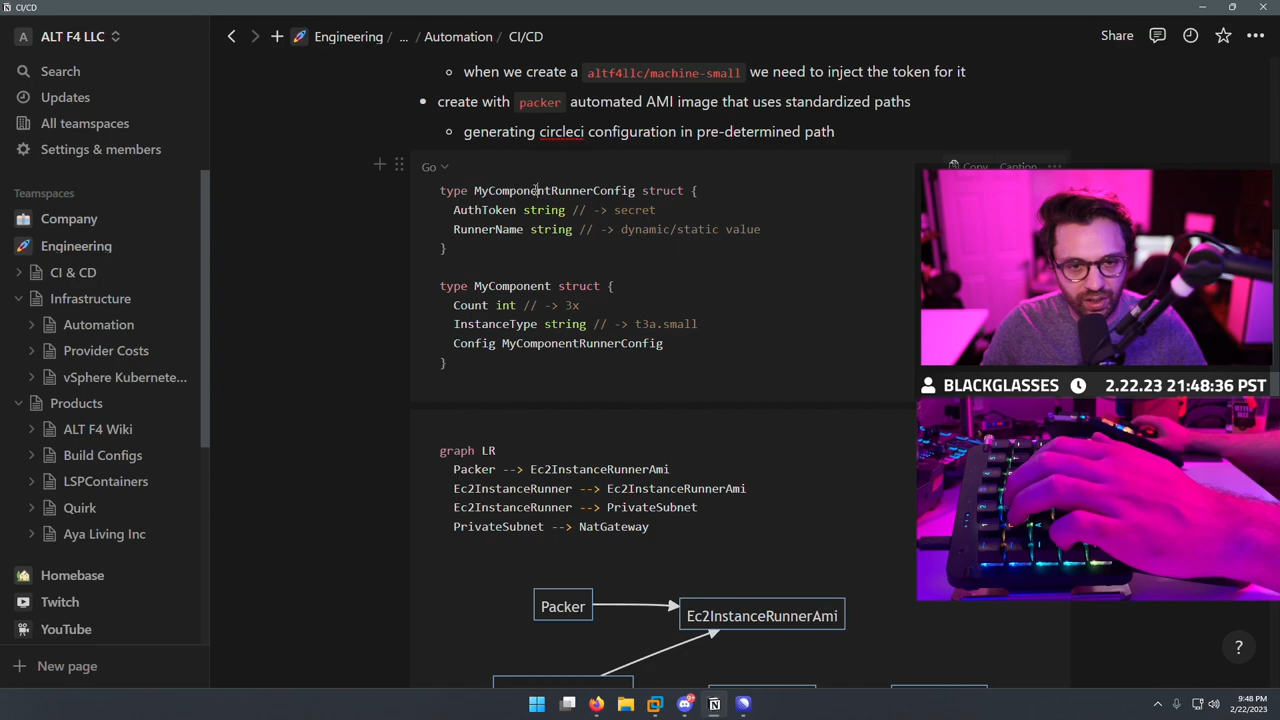 CI/CD
ALT F4 LLC
Search
Updates
All teamspaces
Settings & members
Teamspaces
Company
Engineering
CI & CD
Infrastructure
Automation
Provider Costs
vSphere Kubernete...
Products
ALT F4 Wiki
Build Configs
LSPContainers
Quirk
Aya Living Inc
Homebase
Twitch
YouTube
New page
Engineering / ... / Automation / CI/CD
Share
when we create a altf4llc/machine-small we need to inject the token for it
create with packer automated AMI image that uses standardized paths
generating circleci configuration in pre-determined path
Go
Copy Caption
type MyComponentRunnerConfig struct {
AuthToken string // -> secret
RunnerName string // -> dynamic/static value
}
type MyComponent struct {
Count int // -> 3x
InstanceType string // -> t3a.small
Config MyComponentRunnerConfig
}
graph LR
Packer --> Ec2InstanceRunnerAmi
Ec2InstanceRunner --> Ec2InstanceRunnerAmi
Ec2InstanceRunner --> PrivateSubnet
PrivateSubnet --> NatGateway
Packer
Ec2InstanceRunnerAmi
BLACKGLASSES 2.22.23 21:48:36 PST
?
9:48 PM
2/22/2023